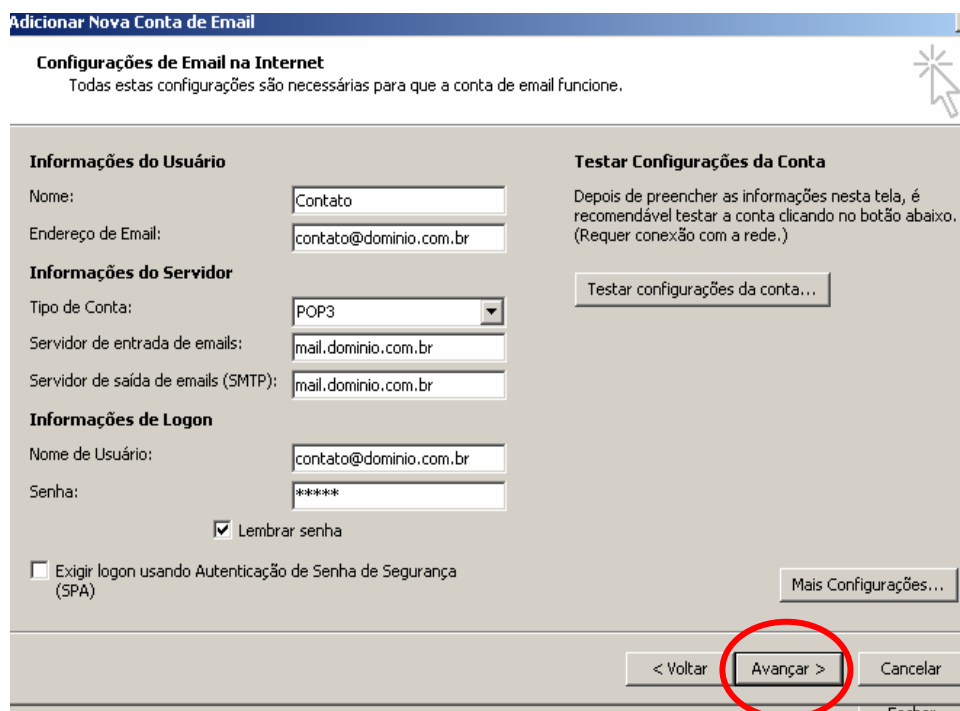 Adicionar Nova Conta de Email
Configurações de Email na Internet
Todas estas configurações são necessárias para que a conta de email funcione.
Informações do Usuário
Nome:
Contato
Endereço de Email:
contato@dominio.com.br
Informações do Servidor
Tipo de Conta:
POP3
Servidor de entrada de emails:
mail.dominio.com.br
Servidor de saída de emails (SMTP):
mail.dominio.com.br
Informações de Logon
Nome de Usuário:
contato@dominio.com.br
Senha:
*****
Lembrar senha
Exigir logon usando Autenticação de Senha de Segurança
(SPA)
Testar Configurações da Conta
Depois de preencher as informações nesta tela, é
recomendável testar a conta clicando no botão abaixo.
(Requer conexão com a rede.)
Testar configurações da conta...
Mais Configurações...
< Voltar
Avançar >
Cancelar